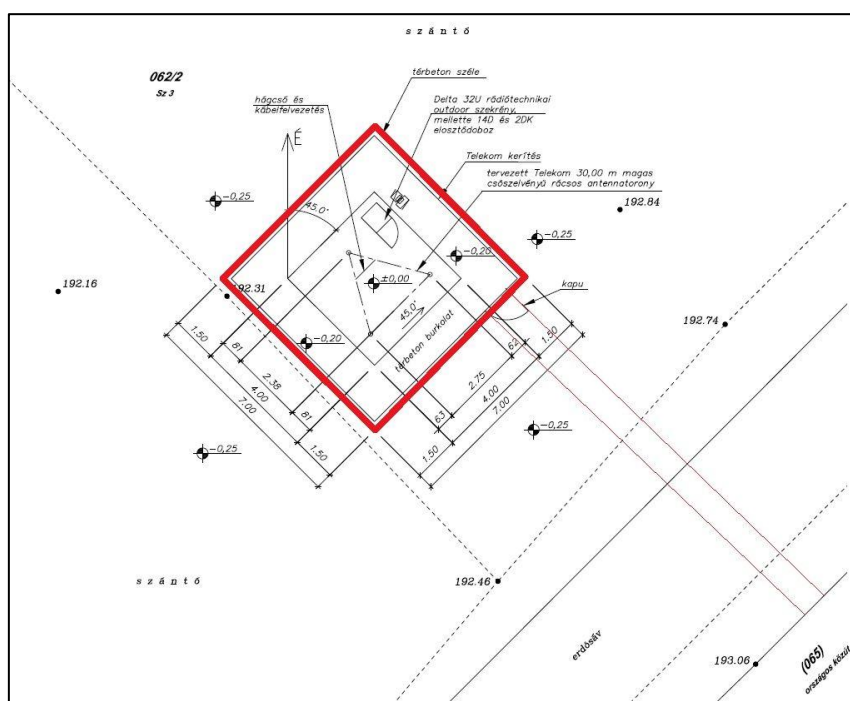 szántó
062/2
Sz 3
térbeton széle
hágcsó és
kábelfelvezetés
Delta 32U rádiótechnikai
outdoor szekrény,
mellette 14D és 2DK
elosztódoboz
É
Telekom kerítés
tervezett Telekom 30,00 m magas
csőszelvényű rácsos antennatorony
-0,25
45.0°
192.84
-0,25
-0,20
192.16
192.31
±0,00
kapu
45.0°
192.74
-0,20
térbeton burkolat
1.50
81
2.38
4.00
7.00
81
1.50
62
1.50
2.75
4.00
7.00
63
1.50
-0,25
-0,25
szántó
192.46
erdősáv
193.06
(065)
országos közút